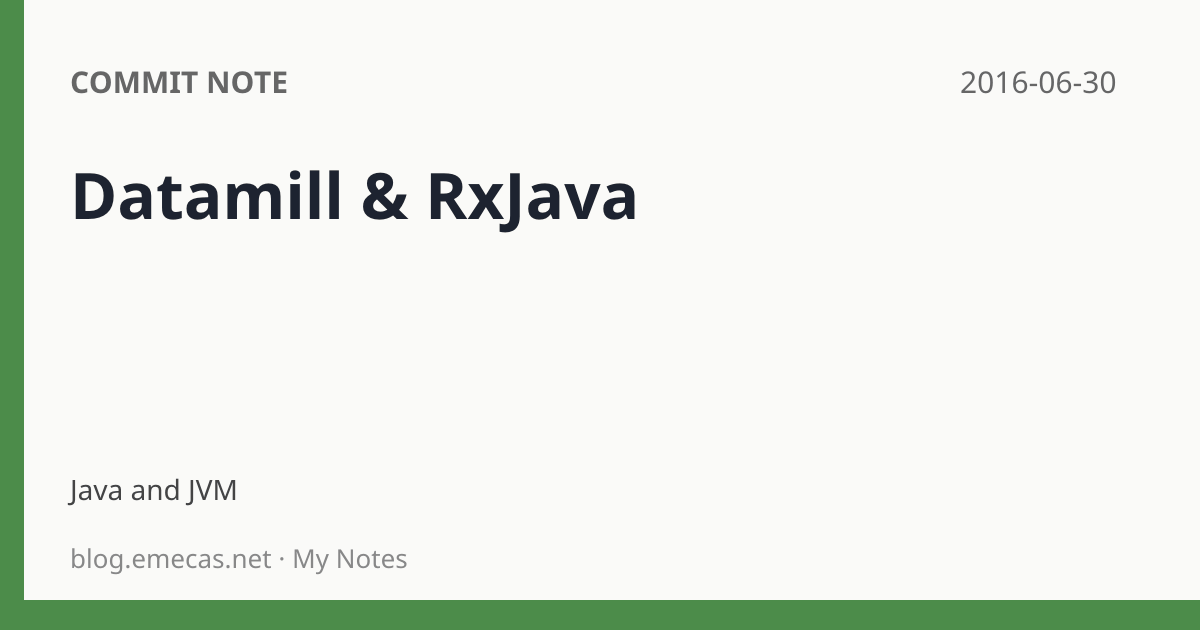 COMMIT NOTE
2016-06-30
Datamill & RxJava
Java and JVM
blog.emecas.net · My Notes